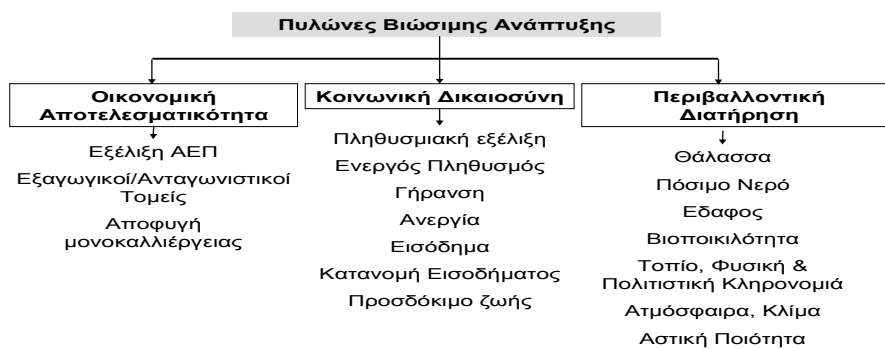 Πυλώνες Βιώσιμης Ανάπτυξης
Οικονομική
Αποτελεσματικότητα
Εξέλιξη ΑΕΠ
Εξαγωγικοί/Ανταγωνιστικοί
Τομείς
Αποφυγή
μονοκαλλιέργειας
Κοινωνική Δικαιοσύνη
Πληθυσμιακή εξέλιξη
Ενεργός Πληθυσμός
Γήρανση
Ανεργία
Εισόδημα
Κατανομή Εισοδήματος
Προσδόκιμο ζωής
Περιβαλλοντική
Διατήρηση
Θάλασσα
Πόσιμο Νερό
Εδαφος
Βιοποικιλότητα
Τοπίο, Φυσική &
Πολιτιστική Κληρονομιά
Ατμόσφαιρα, Κλίμα
Αστική Ποιότητα